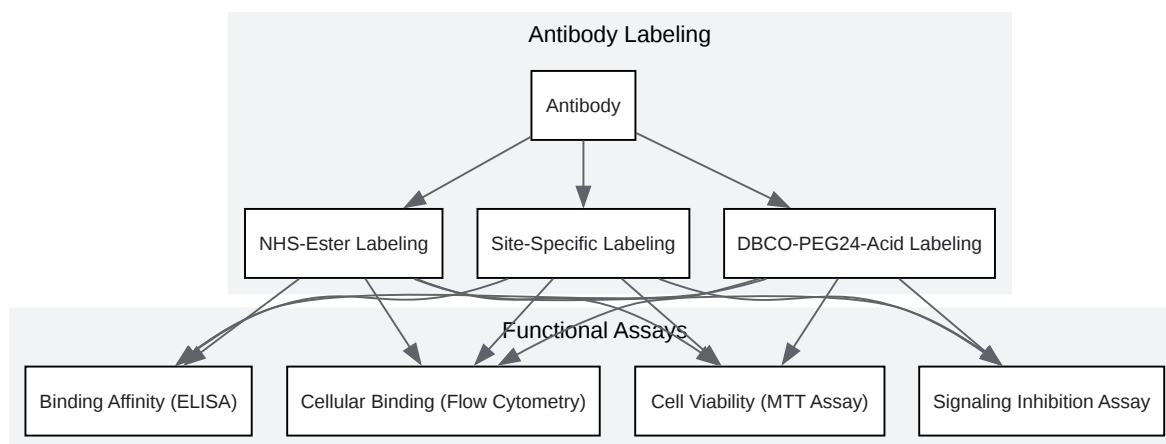 Antibody Labeling
Antibody
NHS-Ester Labeling
Site-Specific Labeling
DBCO-PEG24-Acid Labeling
Functional Assays
Binding Affinity (ELISA)
Cellular Binding (Flow Cytometry)
Cell Viability (MTT Assay)
Signaling Inhibition Assay